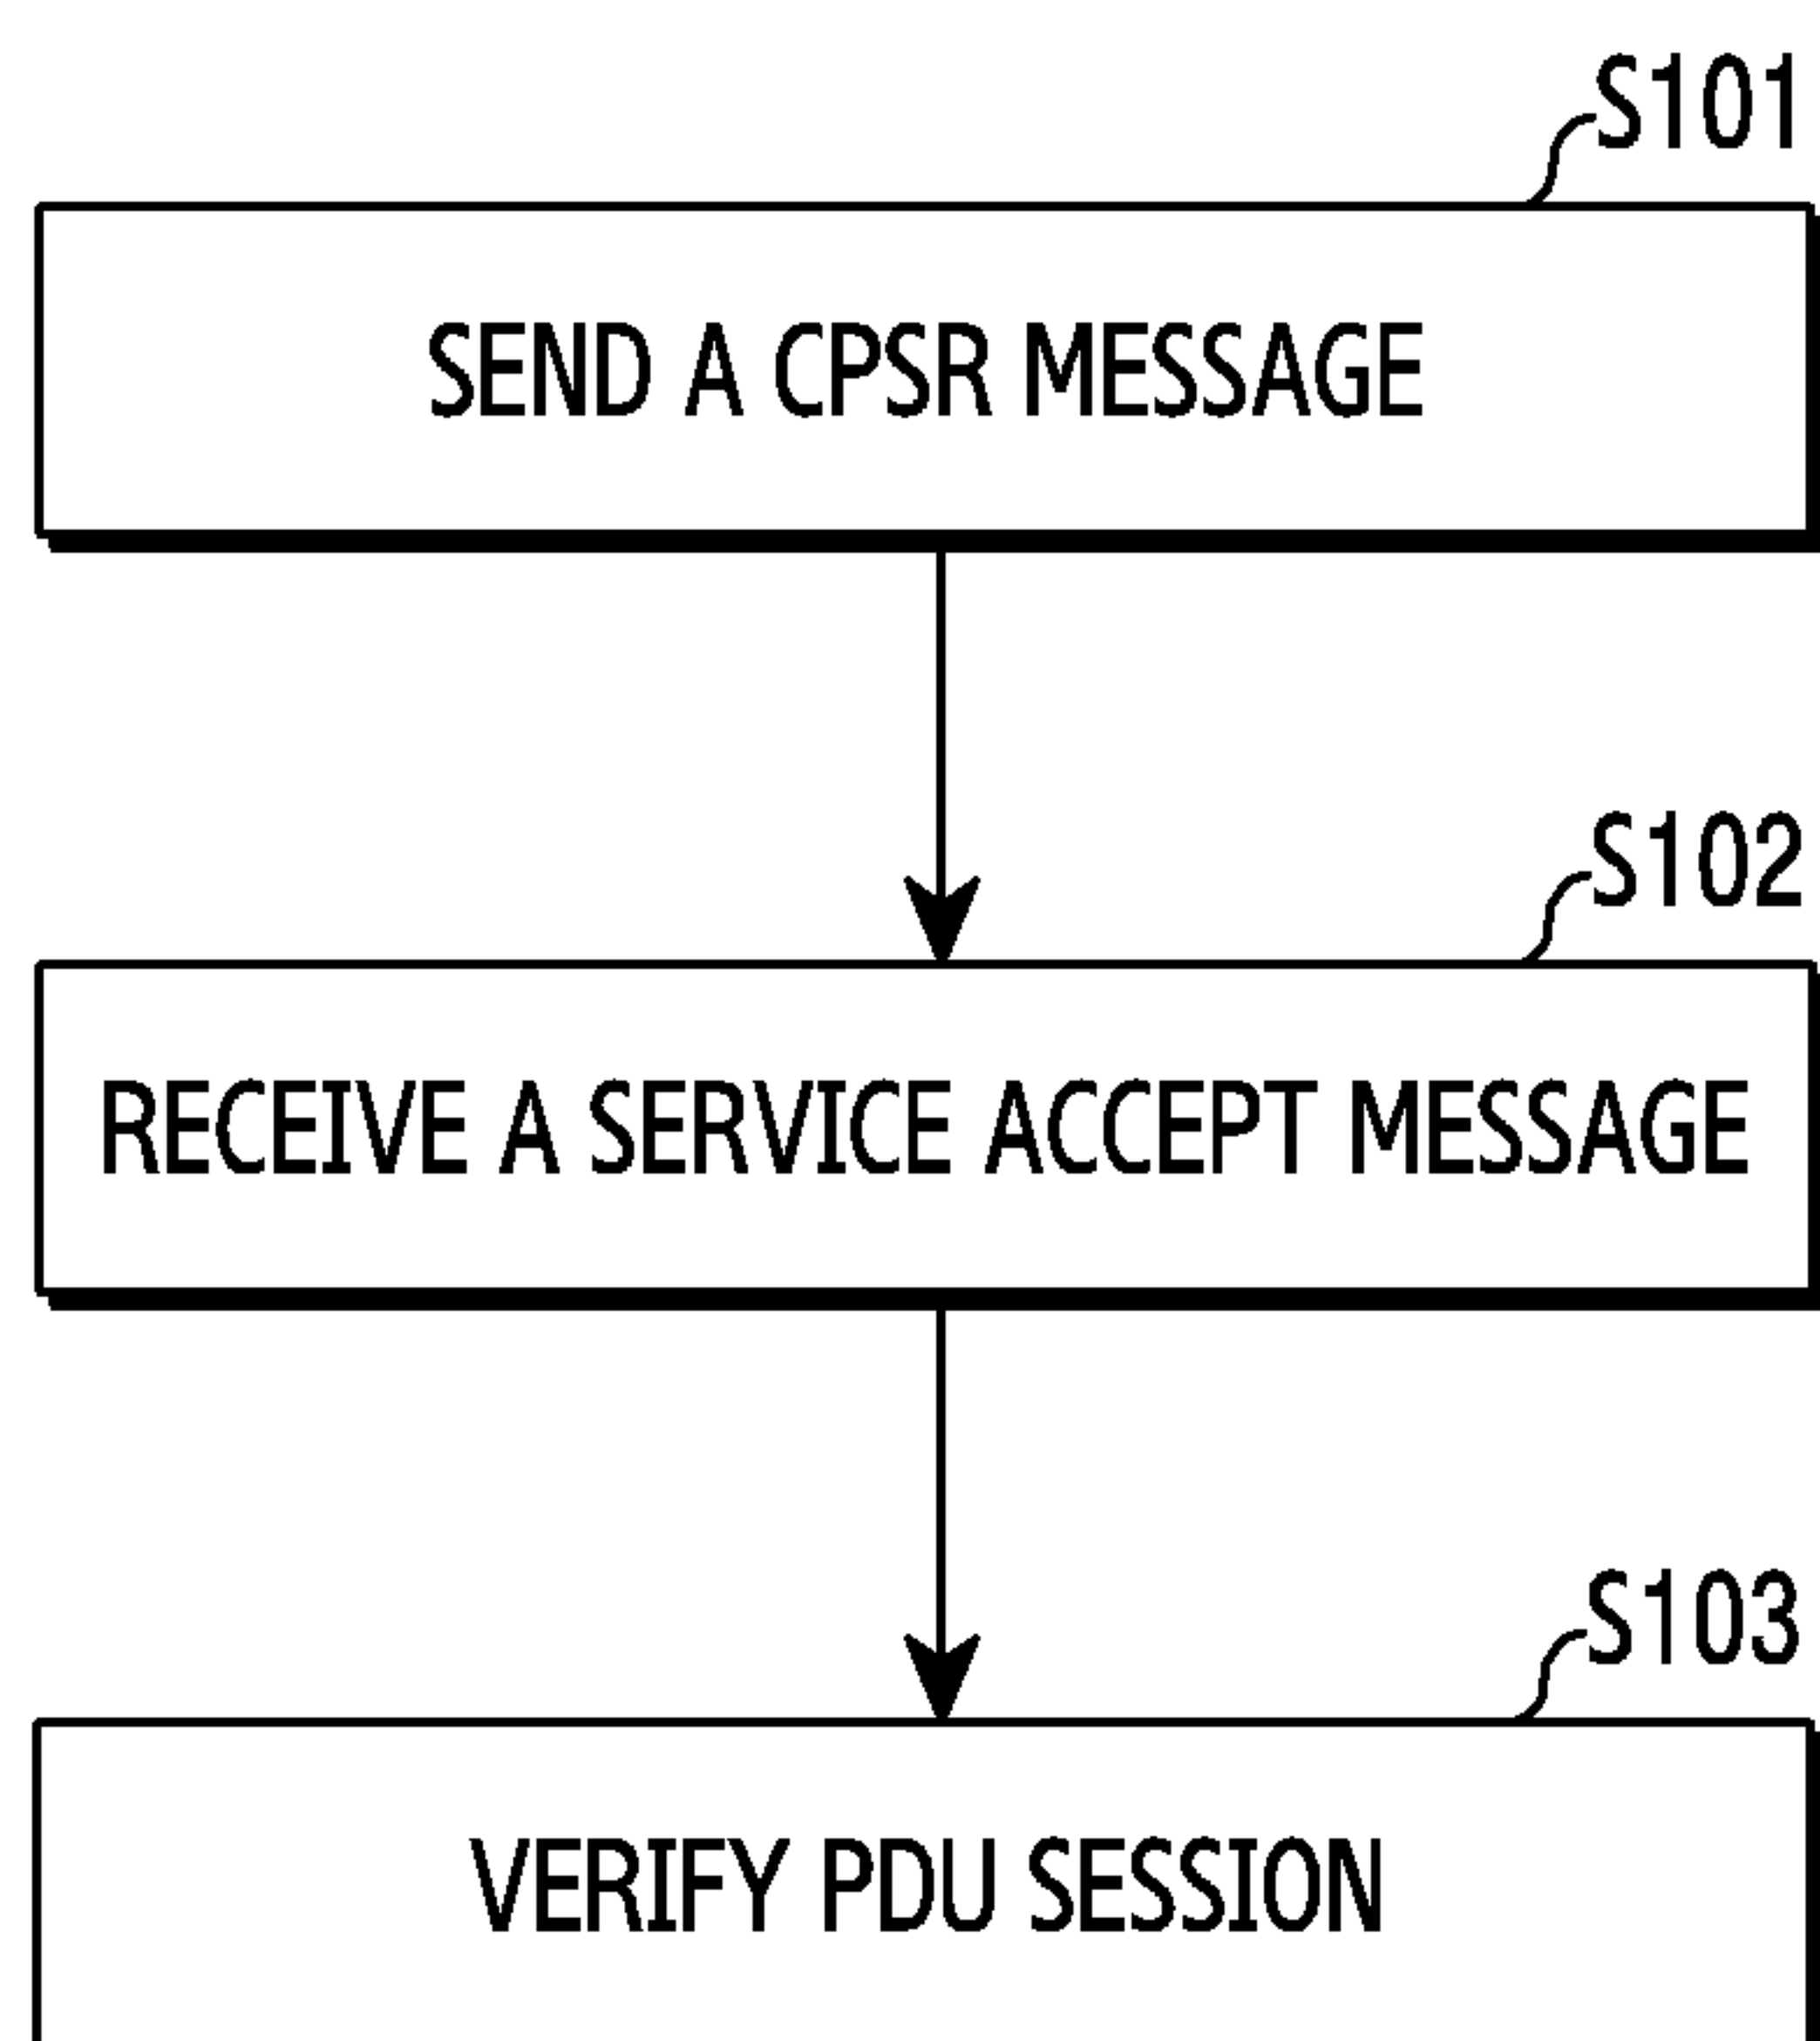 S101
SEND A CPSR MESSAGE
S102
RECEIVE A SERVICE ACCEPT MESSAGE
S103
VERIFY PDU SESSION